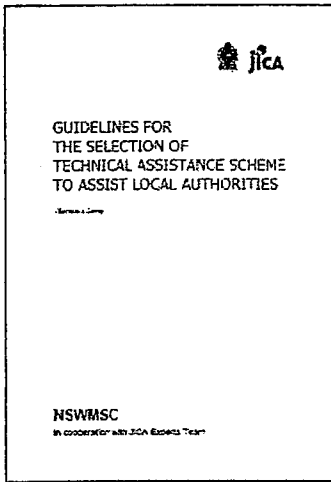 jICA
GUIDELINES FOR
THE SELECTION OF
TECHNICAL ASSISTANCE SCHEME
TO ASSIST LOCAL AUTHORITIES
NSWMSC
in cooperation with JICA Experts Team